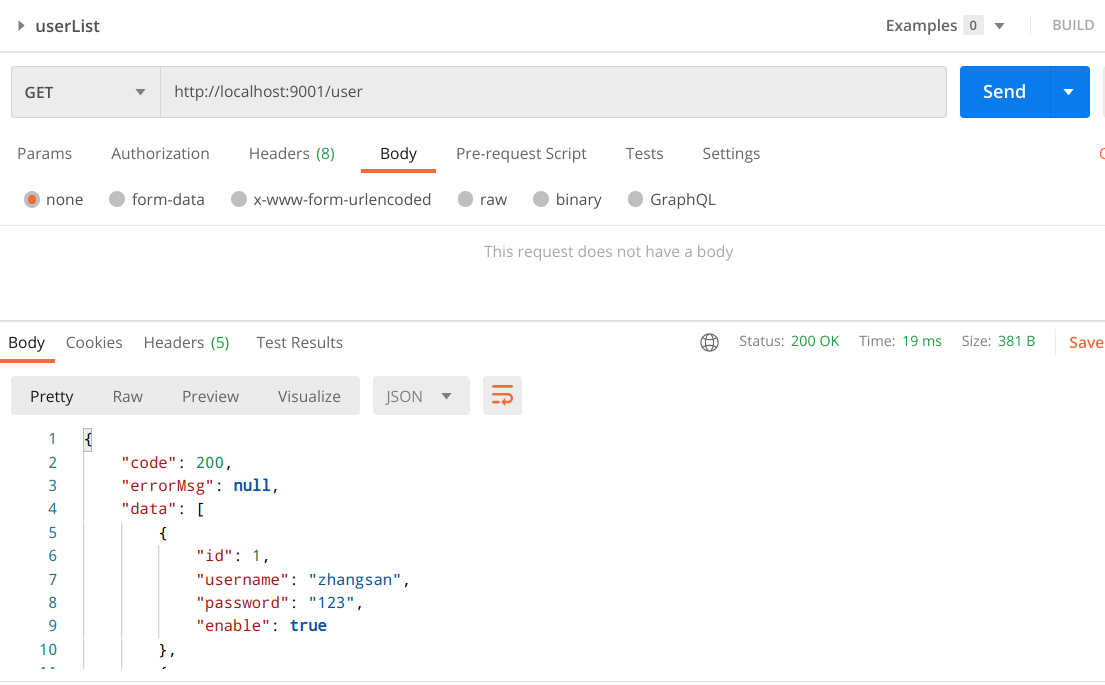 userList Examples 0 BUILD
GET http://localhost:9001/user Send
Params Authorization Headers (8) Body Pre-request Script Tests Settings
none form-data x-www-form-urlencoded raw binary GraphQL
This request does not have a body
Body Cookies Headers (5) Test Results Status: 200 OK Time: 19 ms Size: 381 B Save
Pretty Raw Preview Visualize JSON
1 {
2 "code": 200,
3 "errorMsg": null,
4 "data": [
5 {
6 "id": 1,
7 "username": "zhangsan",
8 "password": "123",
9 "enable": true
10 },